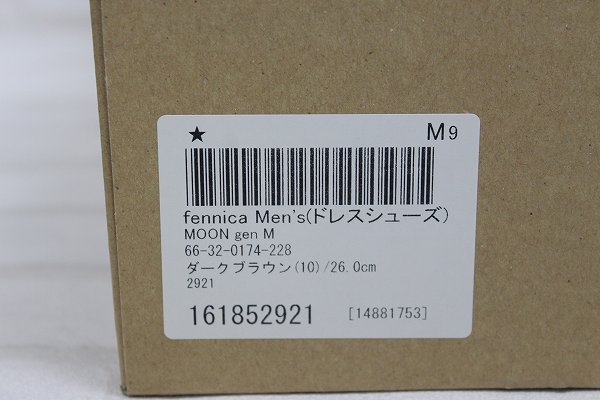 ★ M9
fennica Men's(ドレスシューズ)
MOON gen M
66-32-0174-228
ダークブラウン(10)/26.0cm
2921
161852921 [14881753]